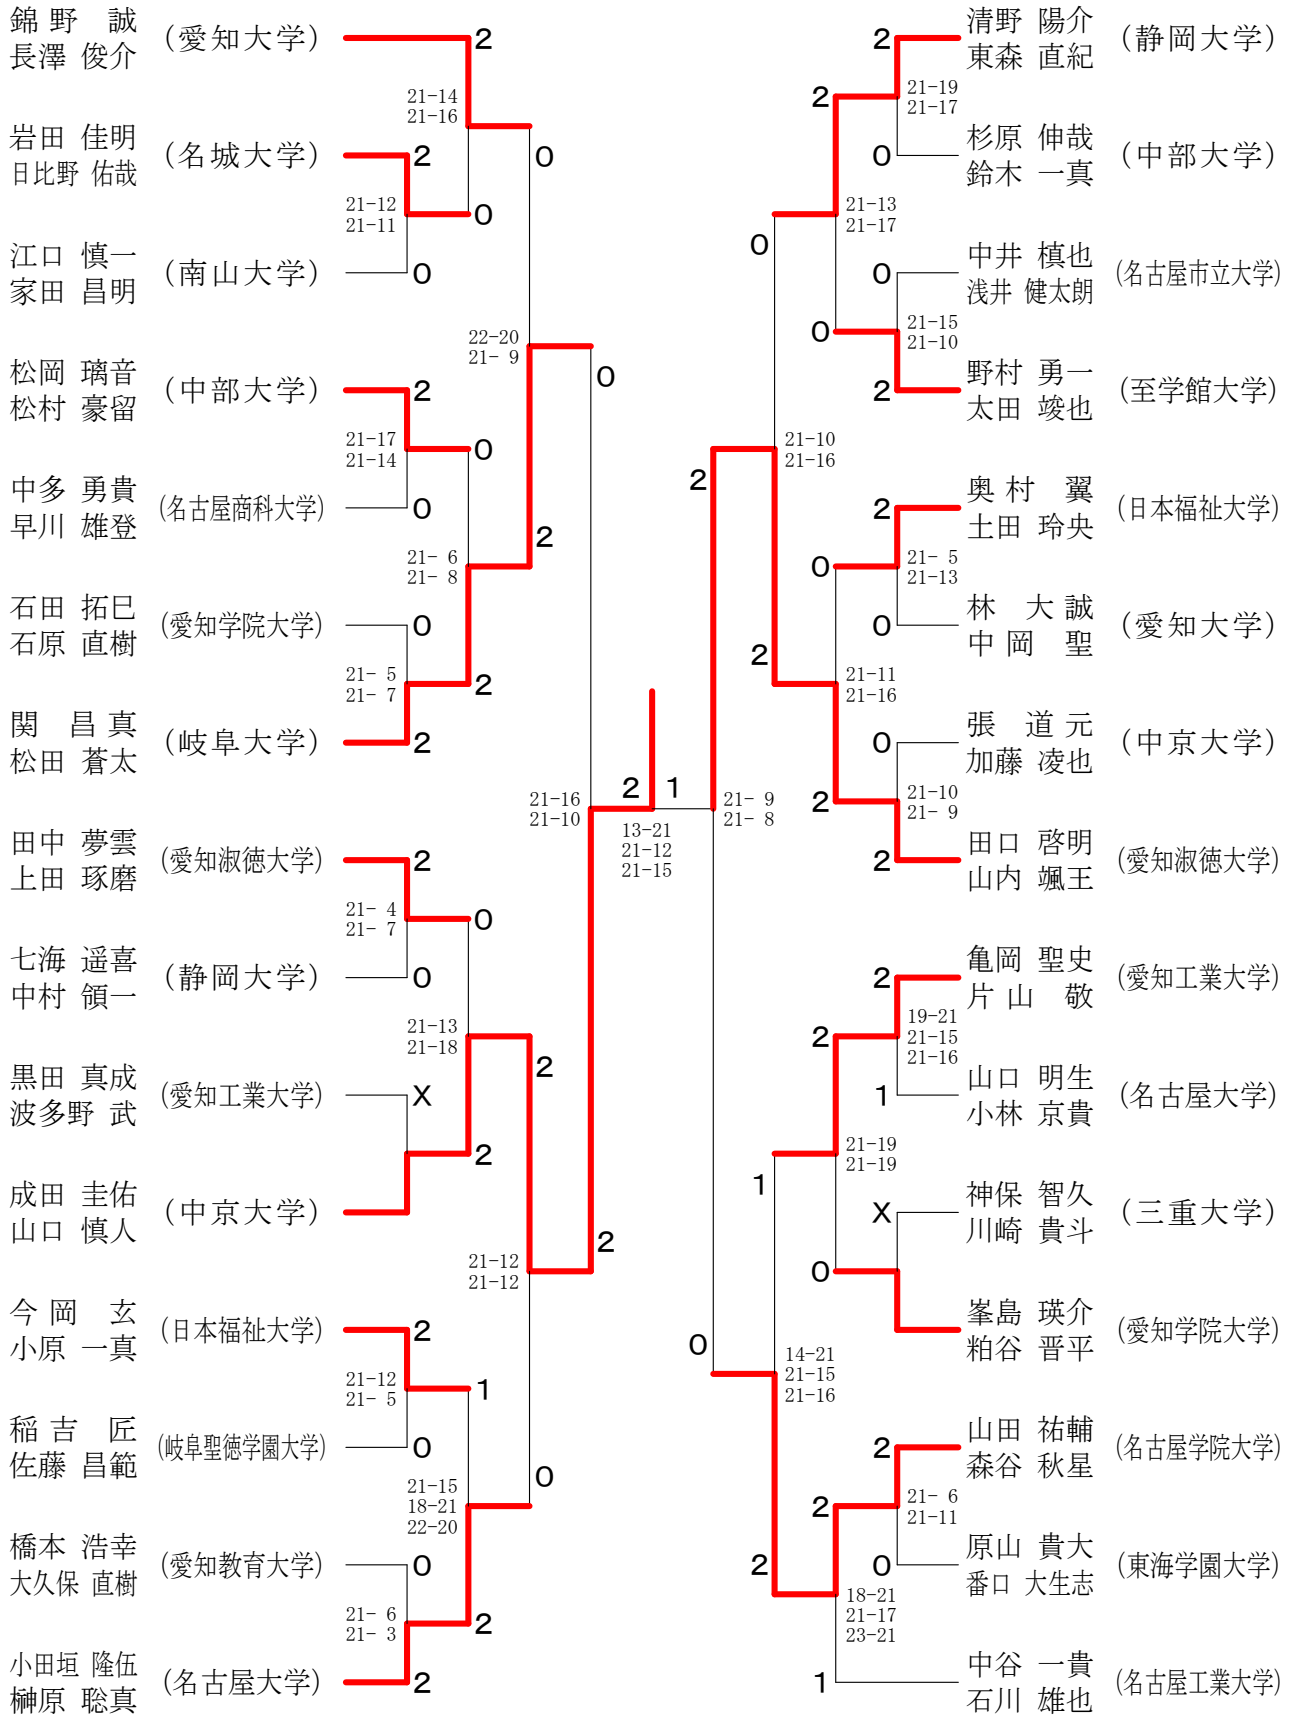 錦野 誠
長澤 俊介
(愛知大学)
2
21-14
21-16
岩田 佳明
日比野 佑哉
(名城大学)
2
0
21-12
21-11
0
江口 慎一
家田 昌明
(南山大学)
0
22-20
21- 9
0
松岡 璃音
松村 豪留
(中部大学)
2
21-17
21-14
0
中多 勇貴
早川 雄登
(名古屋商科大学)
0
2
21- 6
21- 8
石田 拓巳
石原 直樹
(愛知学院大学)
0
21- 5
21- 7
2
関 昌真
松田 蒼太
(岐阜大学)
2
21-16
21-10
2
1
13-21
21-12
21-15
田中 夢雲
上田 琢磨
(愛知淑徳大学)
2
21- 4
21- 7
0
七海 遥喜
中村 領一
(静岡大学)
0
21-13
21-18
2
黒田 真成
波多野 武
(愛知工業大学)
X
2
成田 圭佑
山口 慎人
(中京大学)
2
21-12
21-12
今岡 玄
小原 一真
(日本福祉大学)
2
21-12
21- 5
1
稲吉 匠
佐藤 昌範
(岐阜聖徳学園大学)
0
0
21-15
18-21
22-20
橋本 浩幸
大久保 直樹
(愛知教育大学)
0
21- 6
21- 3
2
小田垣 隆伍
榊原 聡真
(名古屋大学)
2
2
清野 陽介
東森 直紀
(静岡大学)
2
21-19
21-17
0
杉原 伸哉
鈴木 一真
(中部大学)
21-13
21-17
0
0
中井 槙也
浅井 健太朗
(名古屋市立大学)
0
21-15
21-10
2
野村 勇一
太田 竣也
(至学館大学)
21-10
21-16
2
2
奥村 翼
土田 玲央
(日本福祉大学)
0
21- 5
21-13
0
林 大誠
中岡 聖
(愛知大学)
2
21-11
21-16
0
張 道元
加藤 凌也
(中京大学)
21- 9
21- 8
2
21-10
21- 9
2
田口 啓明
山内 颯王
(愛知淑徳大学)
2
亀岡 聖史
片山 敬
(愛知工業大学)
2
19-21
21-15
21-16
1
山口 明生
小林 京貴
(名古屋大学)
21-19
21-19
1
X
神保 智久
川崎 貴斗
(三重大学)
0
峯島 瑛介
粕谷 晋平
(愛知学院大学)
0
14-21
21-15
21-16
2
山田 祐輔
森谷 秋星
(名古屋学院大学)
2
21- 6
21-11
2
0
原山 貴大
番口 大生志
(東海学園大学)
18-21
21-17
23-21
1
中谷 一貴
石川 雄也
(名古屋工業大学)